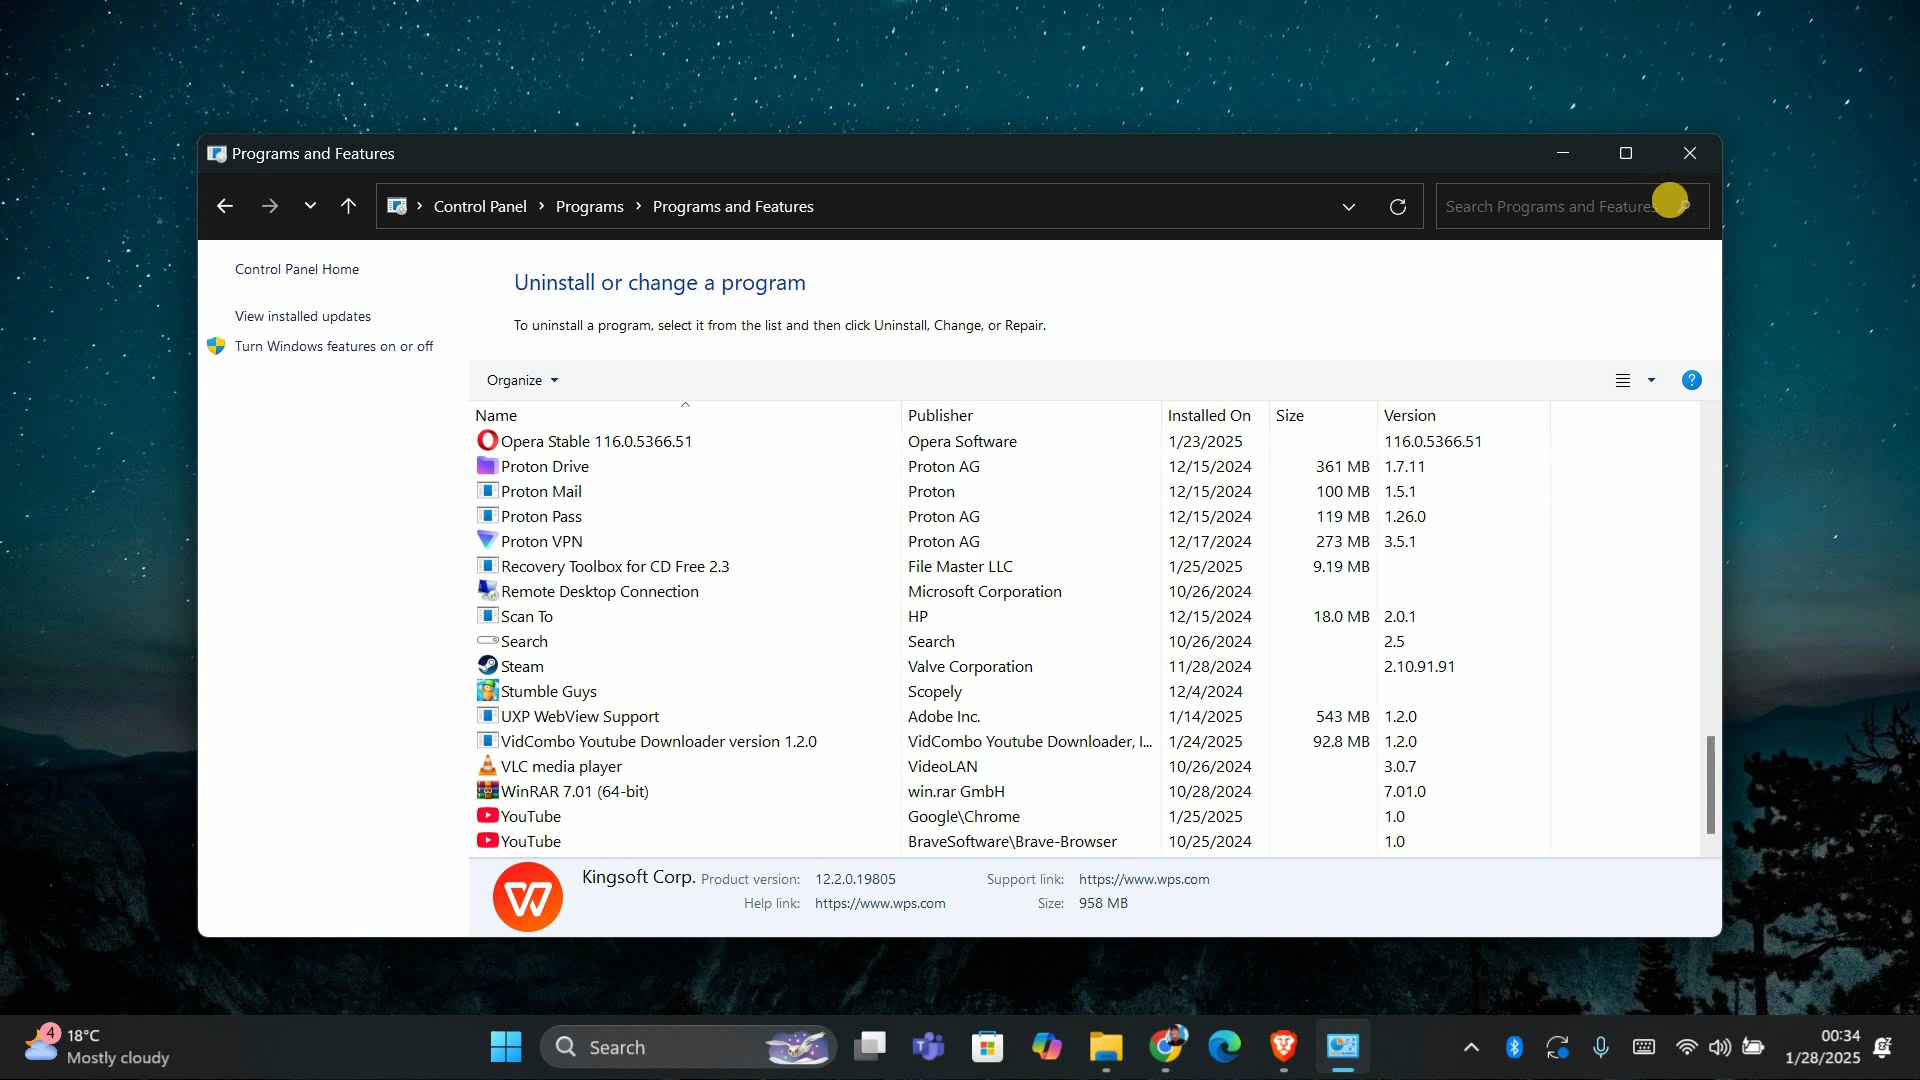 Programs and Features
Control Panel Programs Programs and Features
Search Programs and Feature
Control Panel Home
View installed updates
Turn Windows features on or off
Uninstall or change a program
To uninstall a program, select it from the list and then click Uninstall, Change, or Repair.
Organize
Name Publisher Installed On Size Version
Opera Stable 116.0.5366.51 Opera Software 1/23/2025 116.0.5366.51
Proton Drive Proton AG 12/15/2024 361 MB 1.7.11
Proton Mail Proton 12/15/2024 100 MB 1.5.1
Proton Pass Proton AG 12/15/2024 119 MB 1.26.0
Proton VPN Proton AG 12/17/2024 273 MB 3.5.1
Recovery Toolbox for CD Free 2.3 File Master LLC 1/25/2025 9.19 MB
Remote Desktop Connection Microsoft Corporation 10/26/2024
Scan To HP 12/15/2024 18.0 MB 2.0.1
Search Search 10/26/2024 2.5
Steam Valve Corporation 11/28/2024 2.10.91.91
Stumble Guys Scopely 12/4/2024
UXP WebView Support Adobe Inc. 1/14/2025 543 MB 1.2.0
VidCombo Youtube Downloader version 1.2.0 VidCombo Youtube Downloader, I... 1/24/2025 92.8 MB 1.2.0
VLC media player VideoLAN 10/26/2024 3.0.7
WinRAR 7.01 (64-bit) win.rar GmbH 10/28/2024 7.01.0
YouTube Google\Chrome 1/25/2025 1.0
YouTube BraveSoftware\Brave-Browser 10/25/2024 1.0
Kingsoft Corp. Product version: 12.2.0.19805 Support link: https://www.wps.com
Help link: https://www.wps.com Size: 958 MB
4 18°C
Mostly cloudy
Search
00:34
1/28/2025